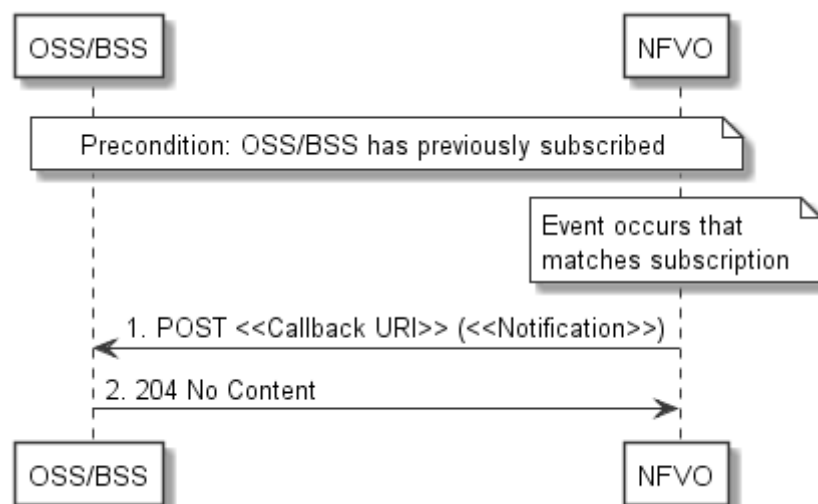 OSS/BSS
NFVO
Precondition: OSS/BSS has previously subscribed
Event occurs that
matches subscription
1. POST <<Callback URI>> (<<Notification>>)
2. 204 No Content
OSS/BSS
NFVO